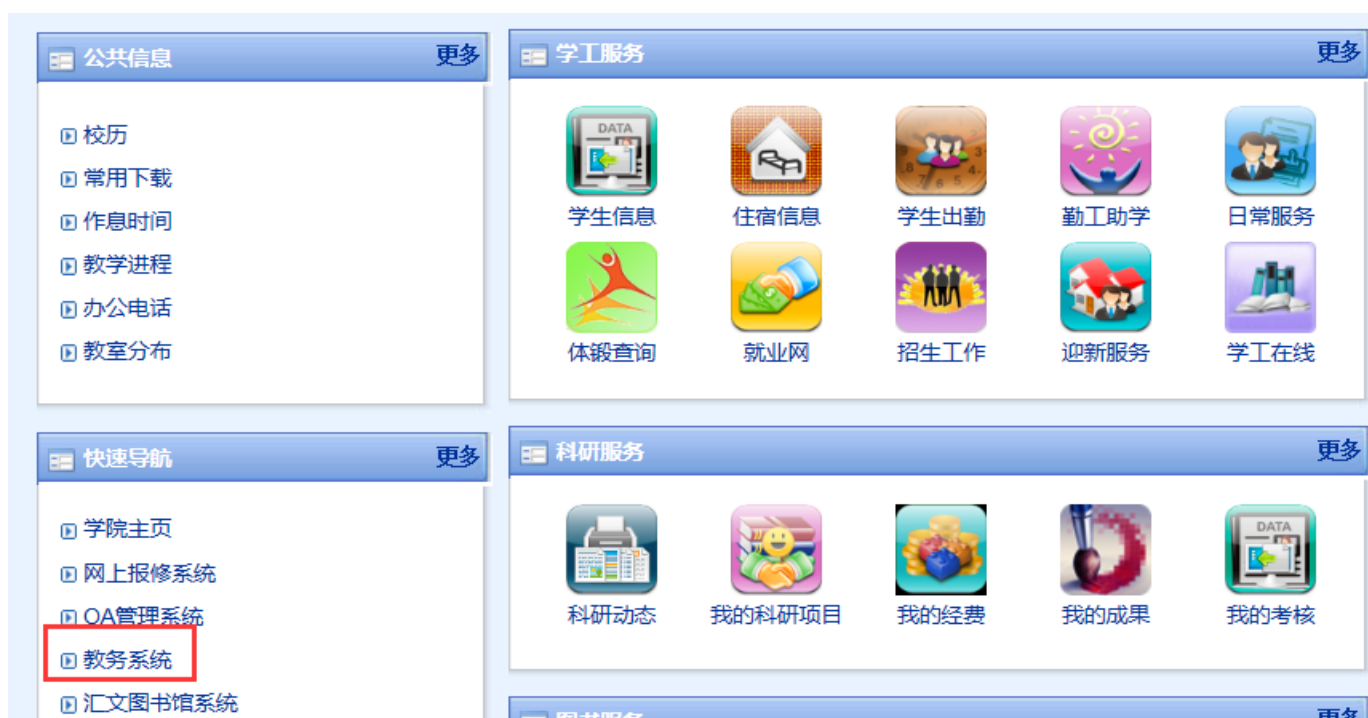 公共信息 更多
校历
常用下载
作息时间
教学进程
办公电话
教室分布
学工服务 更多
DATA
学生信息 住宿信息 学生出勤 勤工助学 日常服务
体锻查询 就业网 招生工作 迎新服务 学工在线
快速导航 更多
学院主页
网上报修系统
OA管理系统
教务系统
汇文图书馆系统
科研服务 更多
DATA
科研动态 我的科研项目 我的经费 我的成果 我的考核
图书服务 更多